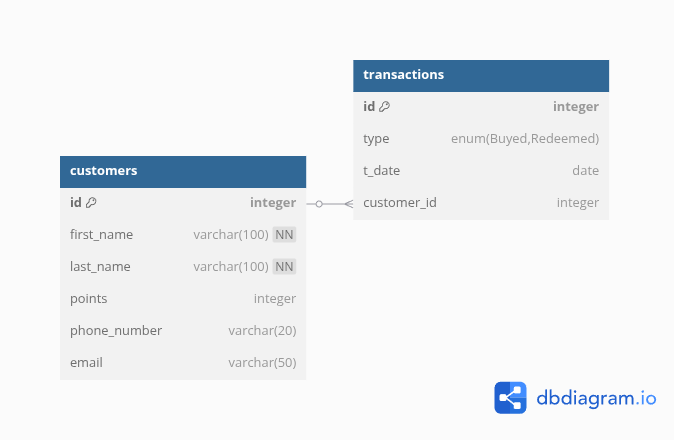 transactions
id integer
type enum(Buyed,Redeemed)
t_date date
customer_id integer
customers
id integer
first_name varchar(100) NN
last_name varchar(100) NN
points integer
phone_number varchar(20)
email varchar(50)
dbdiagram.io